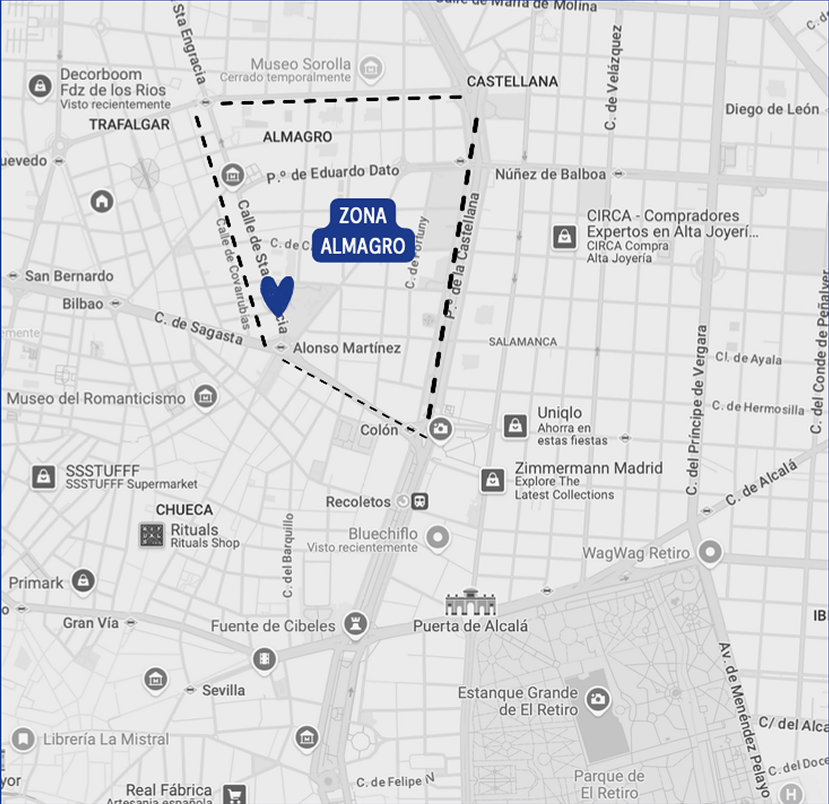 Calle de María de Molina
Sta Engracia
C. de Velázquez
Museo Sorolla
Cerrado temporalmente
Decorboom
Fdz de los Rios
Visto recientemente
CASTELLANA
Diego de León
TRAFALGAR
ALMAGRO
uevedo
P.º de Eduardo Dato
Núñez de Balboa
ZONA
ALMAGRO
Calle de Sta
cia
Calle de Covarrubias
C. de C
C. de Fortuny
P.º de la Castellana
CIRCA - Compradores
Expertos en Alta Joyerí...
CIRCA Compra
Alta Joyería
San Bernardo
Bilbao
C. de Sagasta
emente
Alonso Martínez
SALAMANCA
C. del Príncipe de Vergara
Cl. de Ayala
C. del Conde de Peñalver
C. de Hermosilla
Museo del Romanticismo
Colón
Uniqlo
Ahorra en
estas fiestas
SSSTUFFF
SSSTUFFF Supermarket
Zimmermann Madrid
Explore The
Latest Collections
C. de Alcalá
CHUECA
Rituals
Rituals Shop
Recoletos
C. del Barquillo
Bluechiflo
Visto recientemente
WagWag Retiro
Primark
o
Gran Vía
Fuente de Cibeles
Puerta de Alcalá
IB
Av. de Menéndez Pelayo
Sevilla
Estanque Grande
de El Retiro
C/ del Alca
Librería La Mistral
yor
Real Fábrica
Artesanía española
C. de Felipe IV
Parque de
El Retiro
C. del Doce
H